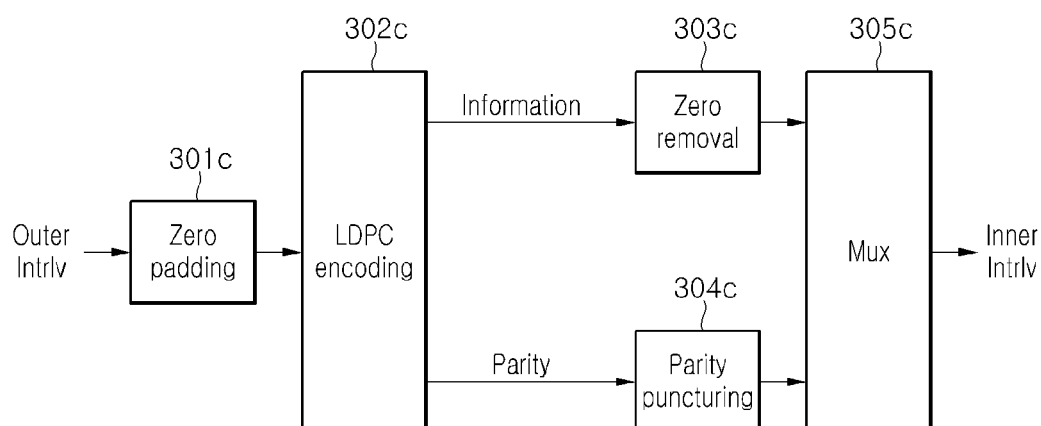 302c
303c
305c
Information
Zero
removal
301c
Outer
Intrlv
Zero
padding
LDPC
encoding
Mux
Inner
Intrlv
304c
Parity
Parity
puncturing